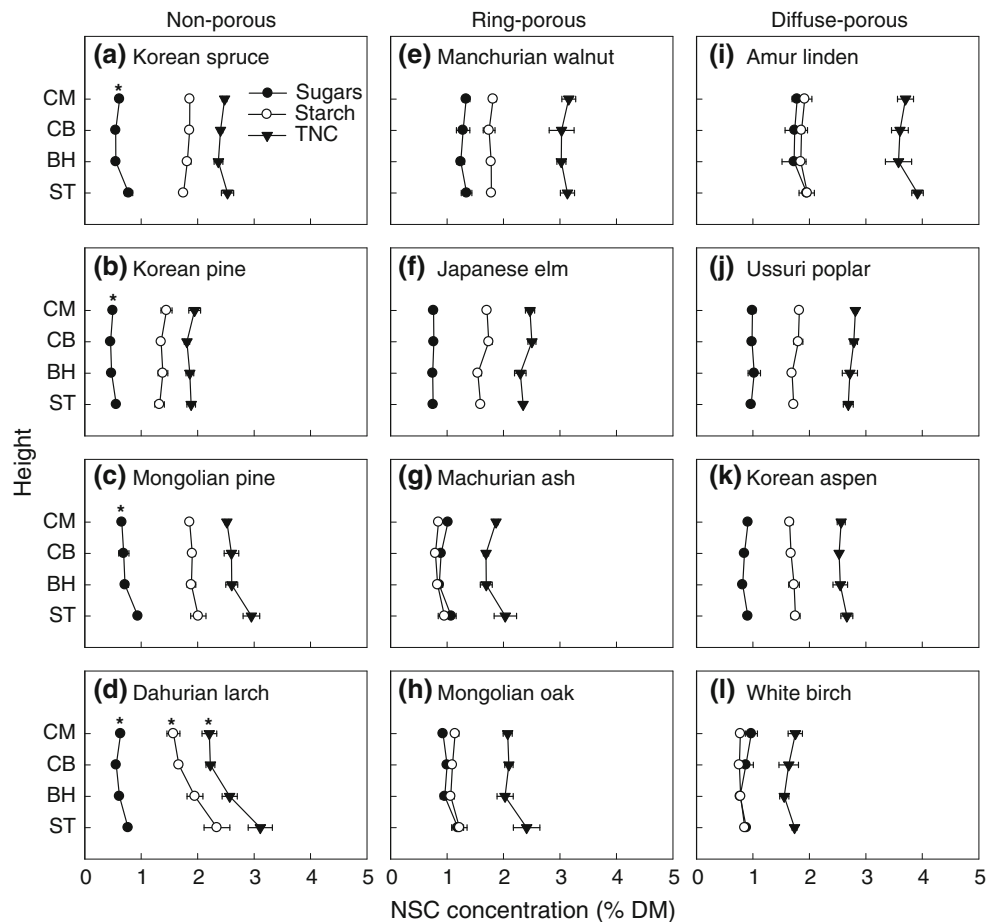 Non-porous Ring-porous Diffuse-porous
(a) Korean spruce
*
Sugars
Starch
TNC
CM
CB
BH
ST
(e) Manchurian walnut
(i) Amur linden
(b) Korean pine
*
CM
CB
BH
ST
(f) Japanese elm
(j) Ussuri poplar
(c) Mongolian pine
*
CM
CB
BH
ST
(g) Machurian ash
(k) Korean aspen
(d) Dahurian larch
* * *
CM
CB
BH
ST
(h) Mongolian oak
(l) White birch
Height
0 1 2 3 4 5 0 1 2 3 4 5 0 1 2 3 4 5
NSC concentration (% DM)